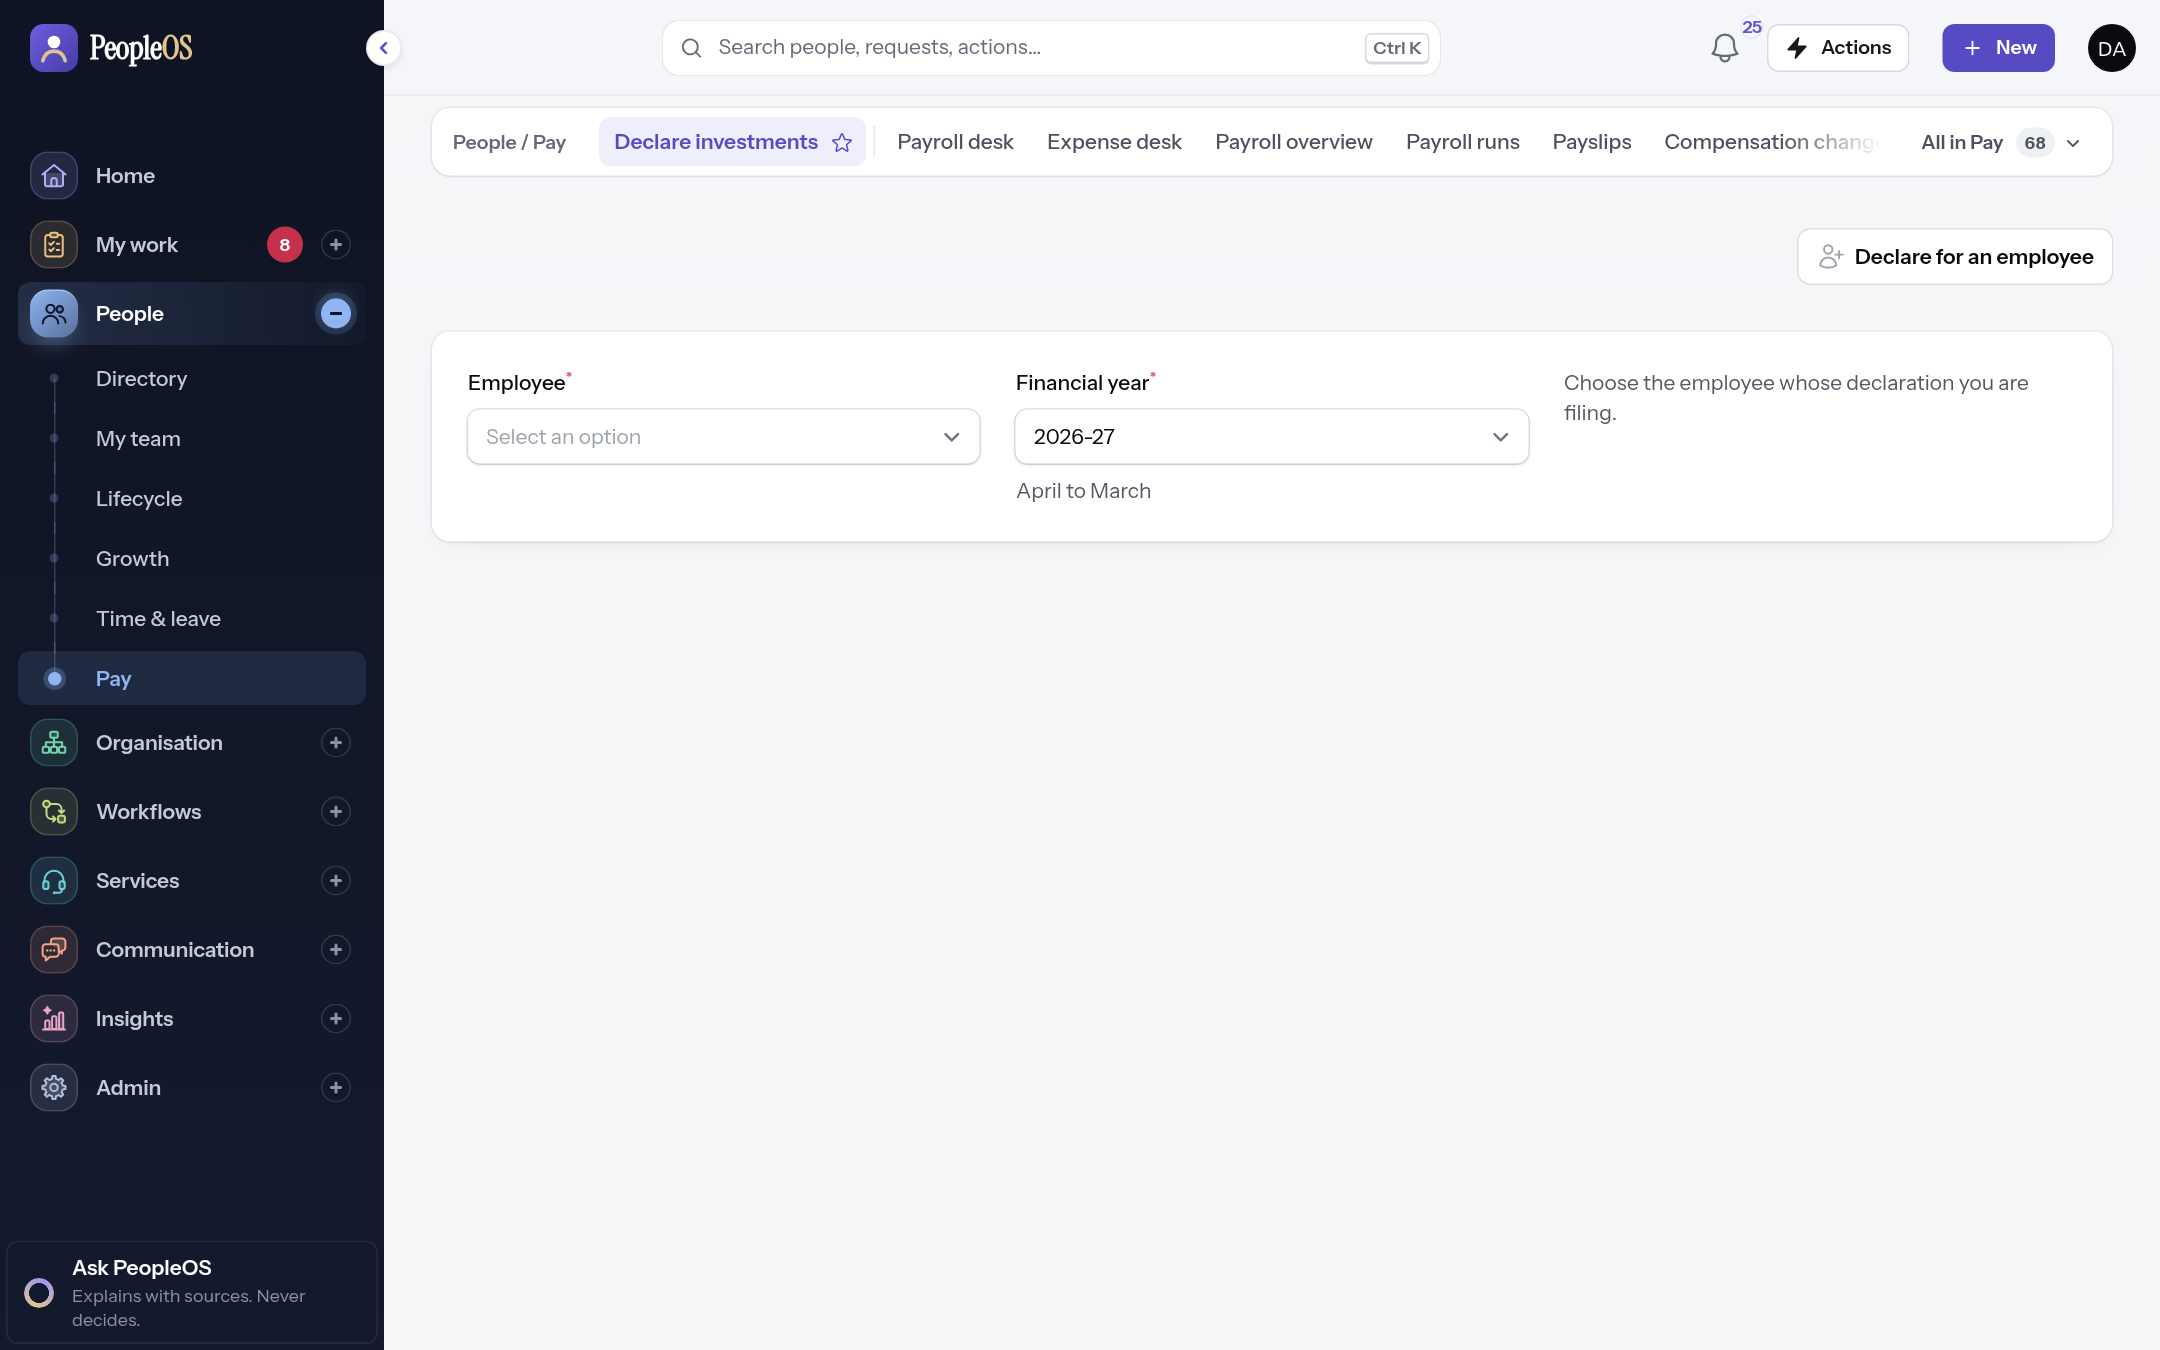 PeopleOS
Search people, requests, actions...
Ctrl K
25
Actions
New
DA
People / Pay
Declare investments
Payroll desk
Expense desk
Payroll overview
Payroll runs
Payslips
Compensation chang
All in Pay
68
Home
My work
8
People
Directory
My team
Lifecycle
Growth
Time & leave
Pay
Organisation
Workflows
Services
Communication
Insights
Admin
Declare for an employee
Employee*
Select an option
Financial year*
2026-27
April to March
Choose the employee whose declaration you are
filing.
Ask PeopleOS
Explains with sources. Never
decides.